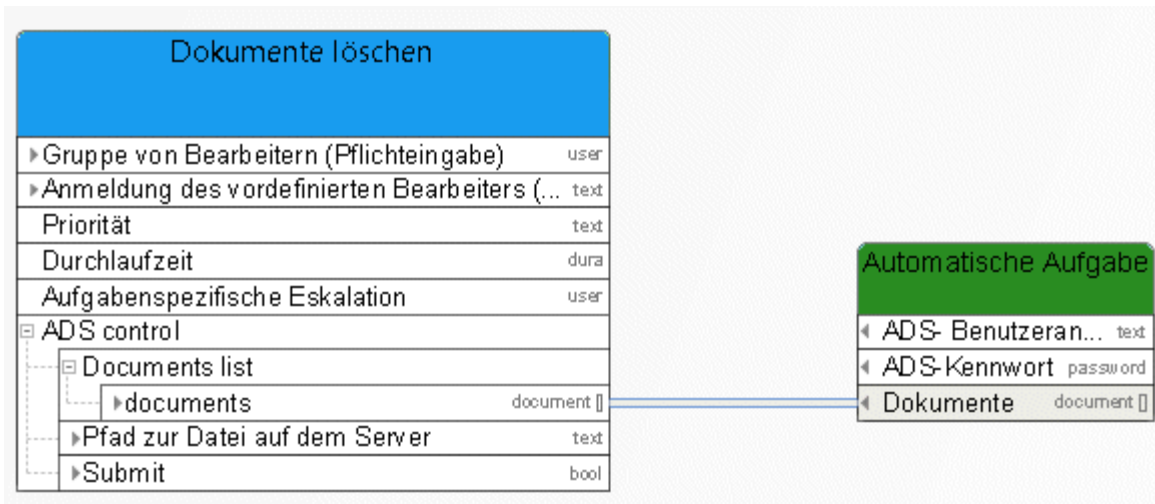 Dokumente löschen
Gruppe von Bearbeitern (Pflichteingabe) user
Anmeldung des vordefinierten Bearbeiters (... text
Priorität text
Durchlaufzeit dura
Aufgabenspezifische Eskalation user
ADS control
Documents list
documents document []
Pfad zur Datei auf dem Server text
Submit bool
Automatische Aufgabe
ADS- Benutzeran... text
ADS-Kennwort password
Dokumente document []